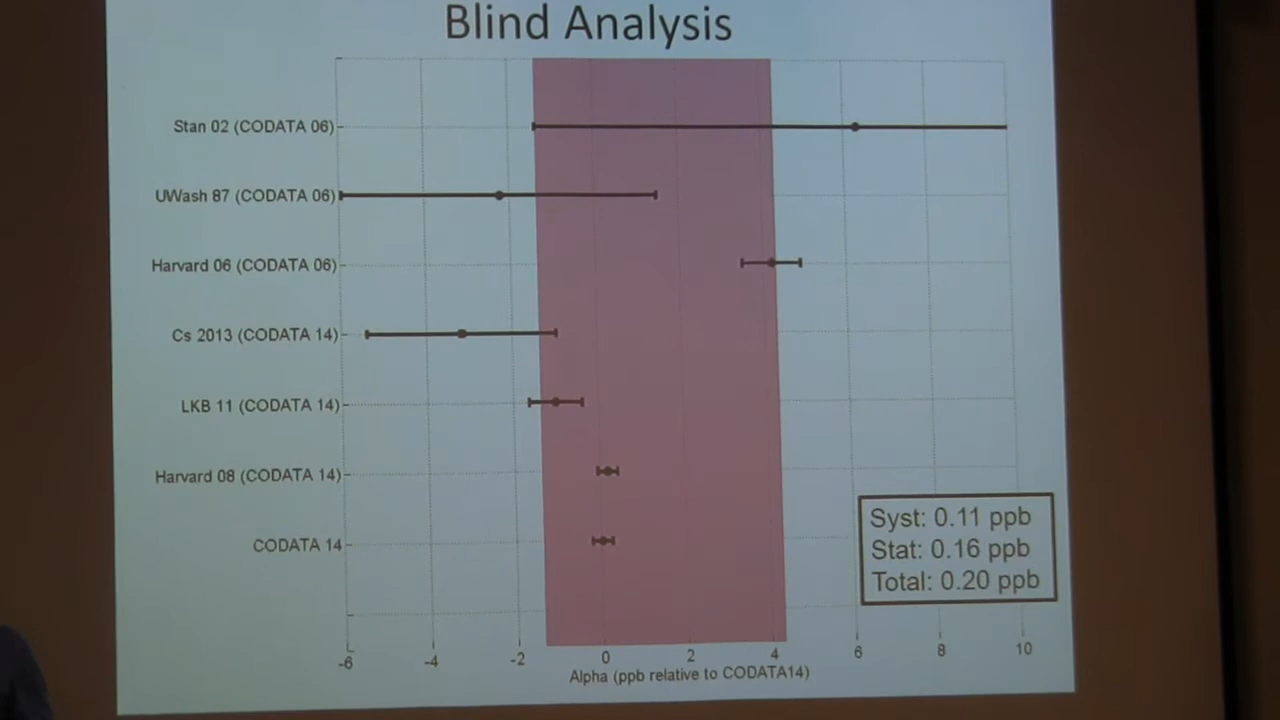 Blind Analysis
Stan 02 (CODATA 06)
UWash 87 (CODATA 06)
Harvard 06 (CODATA 06)
Cs 2013 (CODATA 14)
LKB 11 (CODATA 14)
Harvard 08 (CODATA 14)
CODATA 14
Syst: 0.11 ppb
Stat: 0.16 ppb
Total: 0.20 ppb
-6 -4 -2 0 2 4 6 8 10
Alpha (ppb relative to CODATA14)